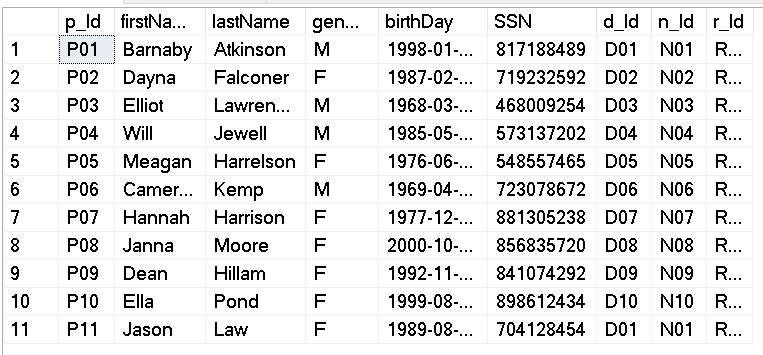 p_Id firstNa... lastName gen... birthDay SSN d_Id n_Id r_Id
1 P01 Barnaby Atkinson M 1998-01-... 817188489 D01 N01 R...
2 P02 Dayna Falconer F 1987-02-... 719232592 D02 N02 R...
3 P03 Elliot Lawren... M 1968-03-... 468009254 D03 N03 R...
4 P04 Will Jewell M 1985-05-... 573137202 D04 N04 R...
5 P05 Meagan Harrelson F 1976-06-... 548557465 D05 N05 R...
6 P06 Camer... Kemp M 1969-04-... 723078672 D06 N06 R...
7 P07 Hannah Harrison F 1977-12-... 881305238 D07 N07 R...
8 P08 Janna Moore F 2000-10-... 856835720 D08 N08 R...
9 P09 Dean Hillam F 1992-11-... 841074292 D09 N09 R...
10 P10 Ella Pond F 1999-08-... 898612434 D10 N10 R...
11 P11 Jason Law F 1989-08-... 704128454 D01 N01 R...